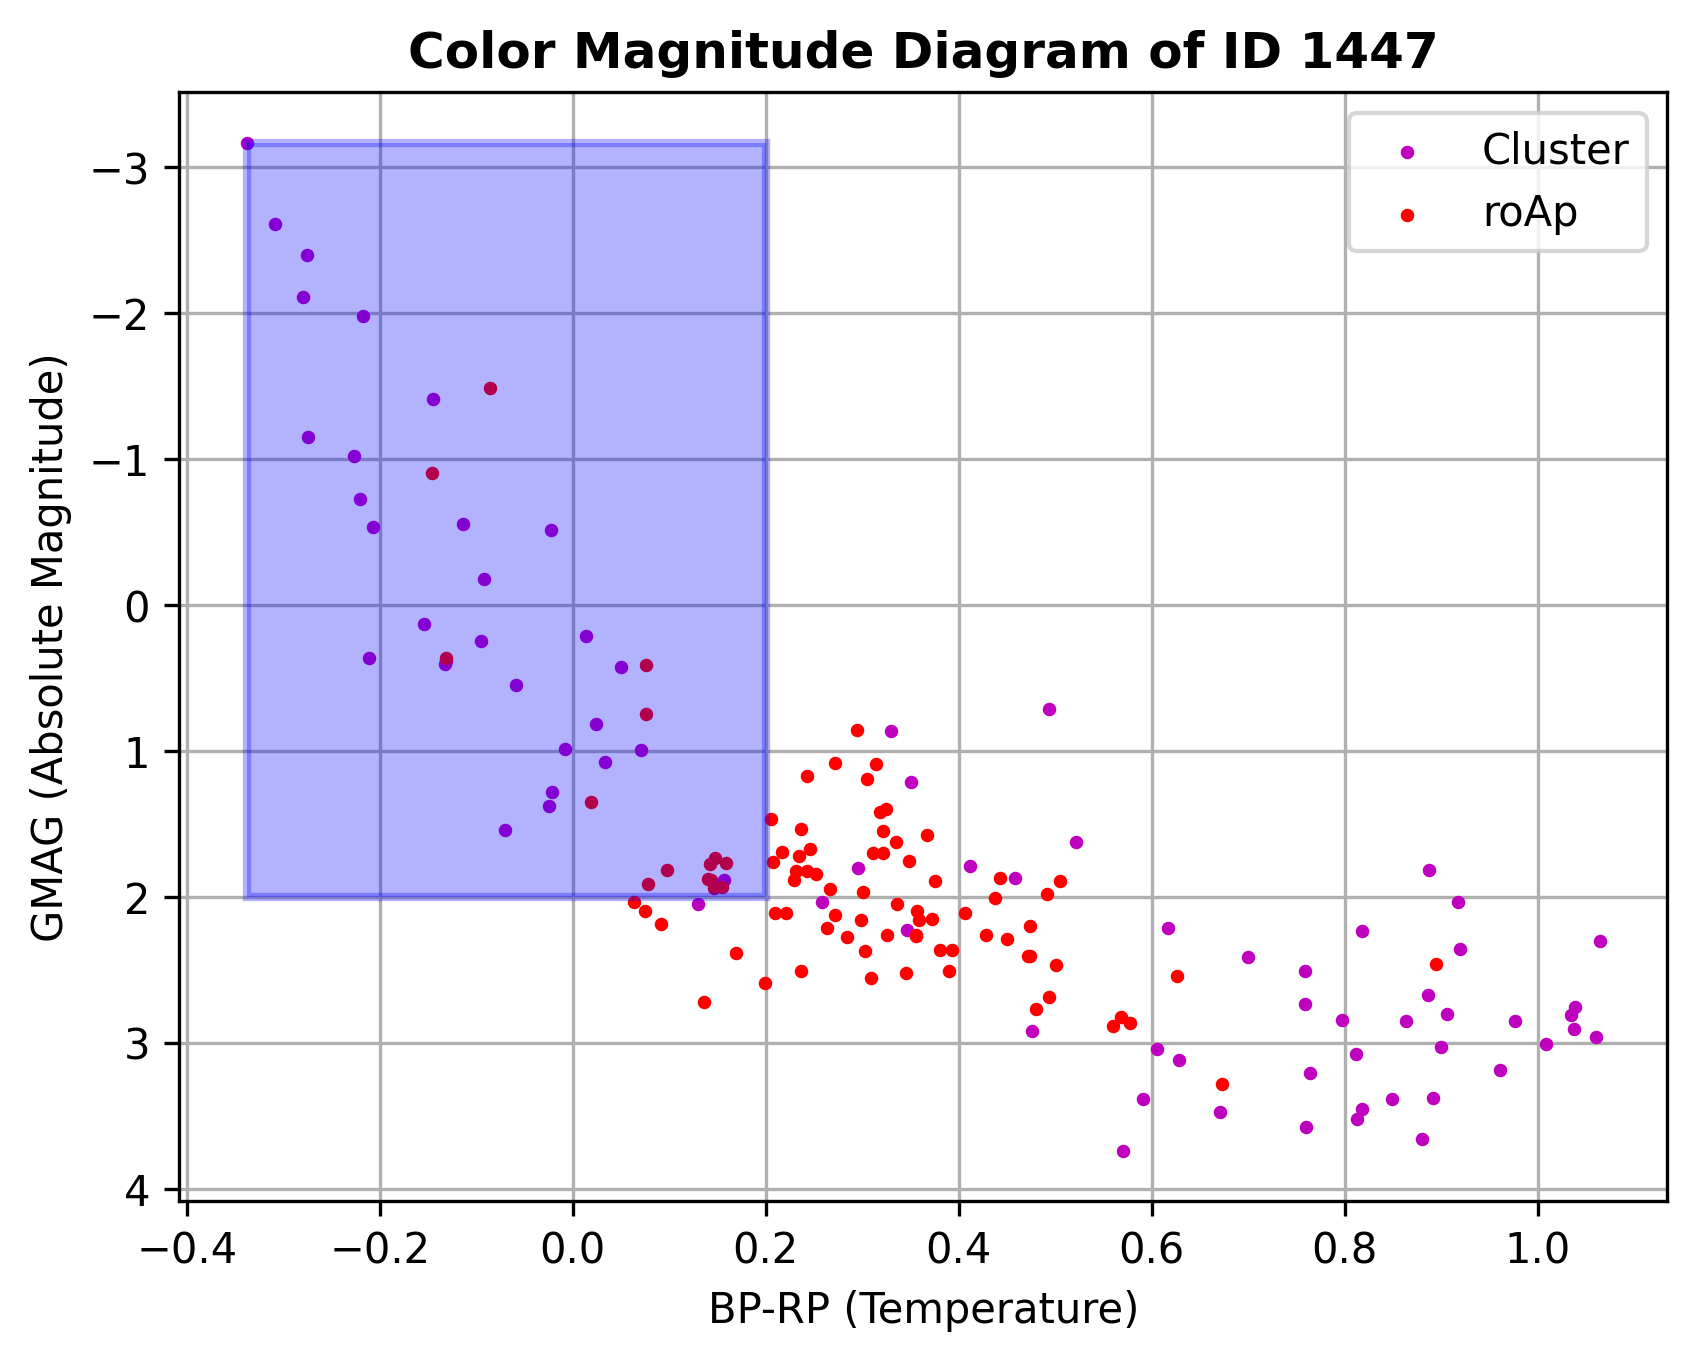 Color Magnitude Diagram of ID 1447
Cluster
roAp
GMAG (Absolute Magnitude)
−3
−2
−1
0
1
2
3
4
−0.4 −0.2 0.0 0.2 0.4 0.6 0.8 1.0
BP-RP (Temperature)